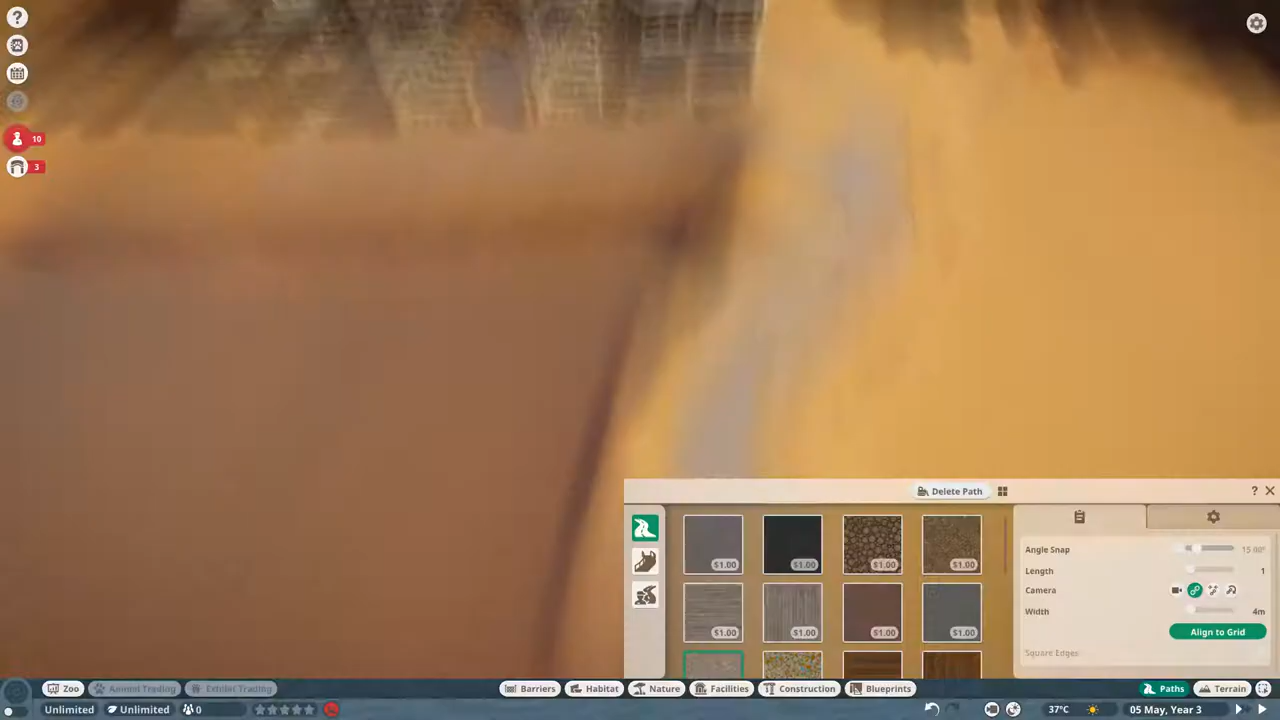 ?
10
3
Delete Path
?
$1.00 $1.00 $1.00 $1.00
$1.00 $1.00 $1.00 $1.00
Angle Snap 15.00°
Length 1
Camera
Width 4m
Align to Grid
Square Edges
Zoo Animal Trading Exhibit Trading Barriers Habitat Nature Facilities Construction Blueprints Paths Terrain
Unlimited Unlimited 0 37°C 05 May, Year 3